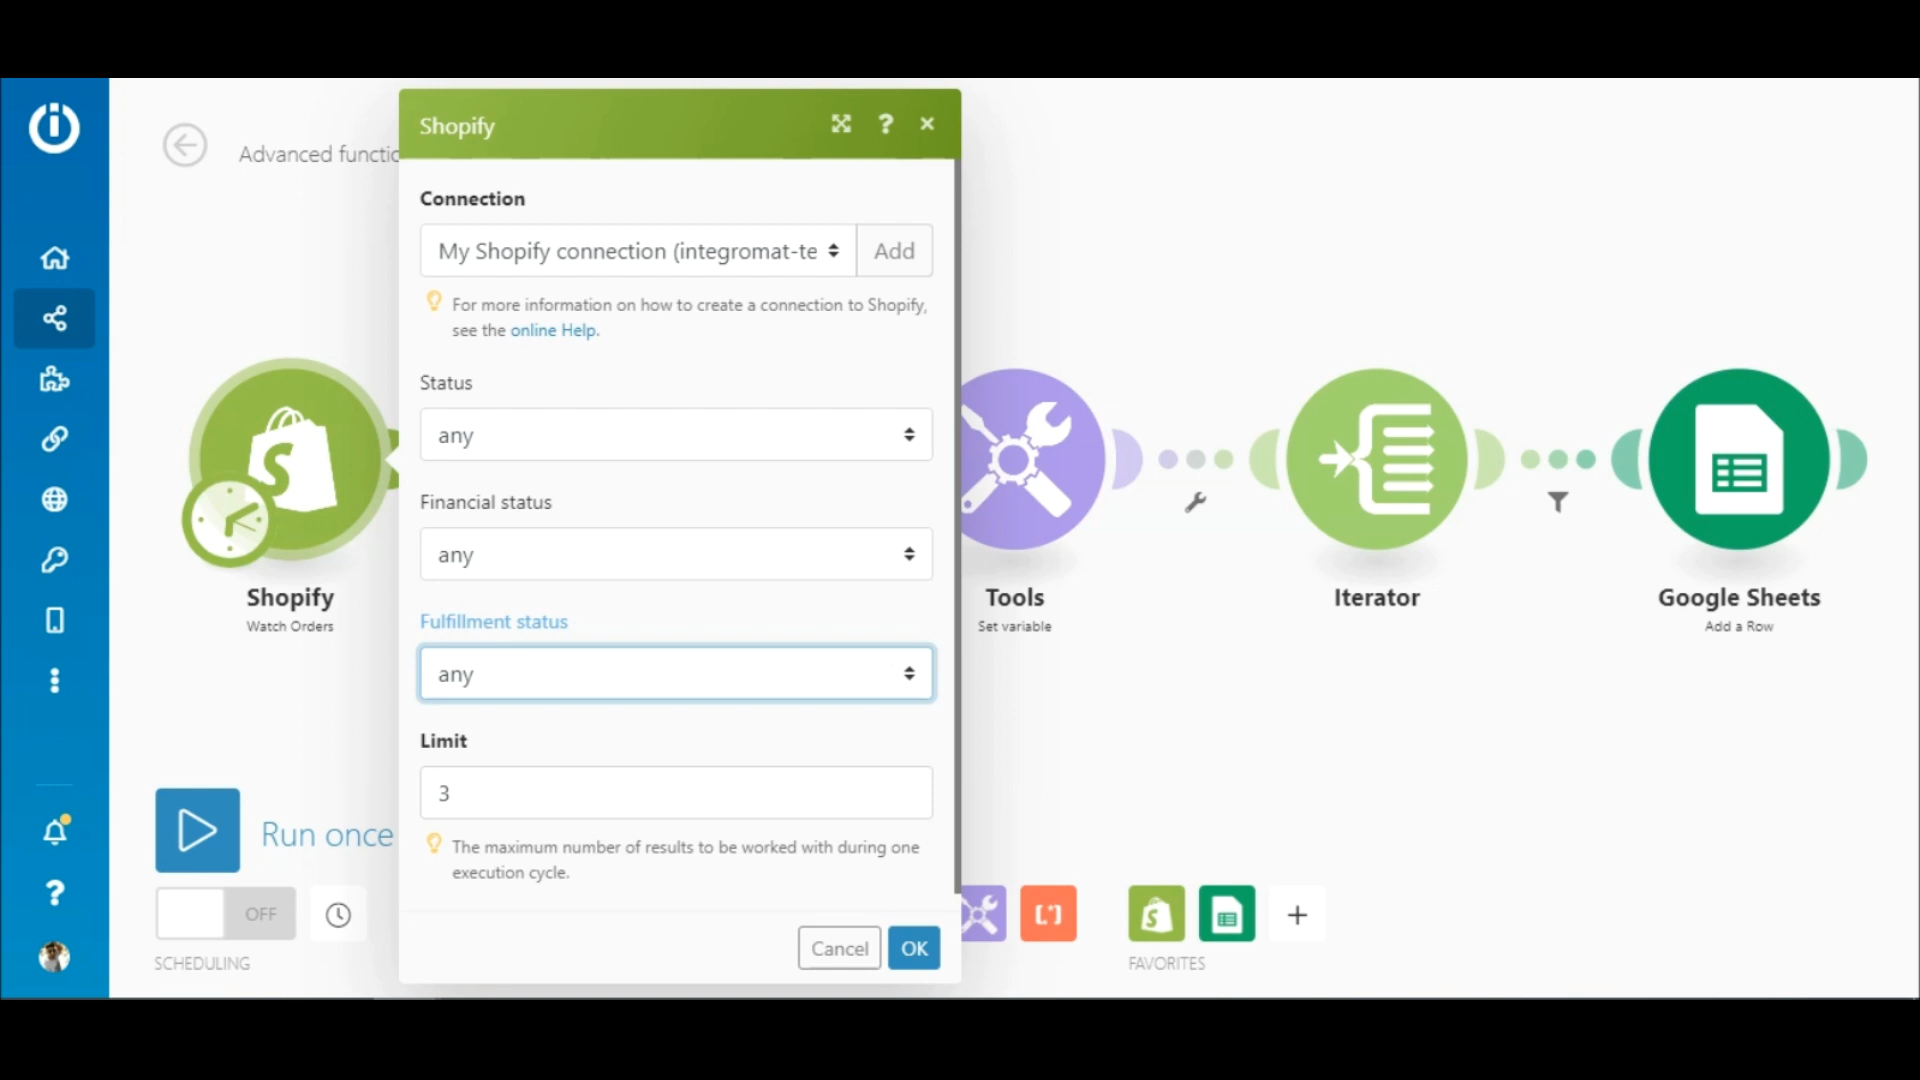 Advanced functio
Shopify
?
Connection
My Shopify connection (integromat-te
Add
For more information on how to create a connection to Shopify,
see the online Help.
Status
any
Financial status
any
Fulfillment status
any
Limit
3
The maximum number of results to be worked with during one
execution cycle.
Cancel
OK
Shopify
Watch Orders
Tools
Set variable
Iterator
Google Sheets
Add a Row
Run once
OFF
SCHEDULING
FAVORITES